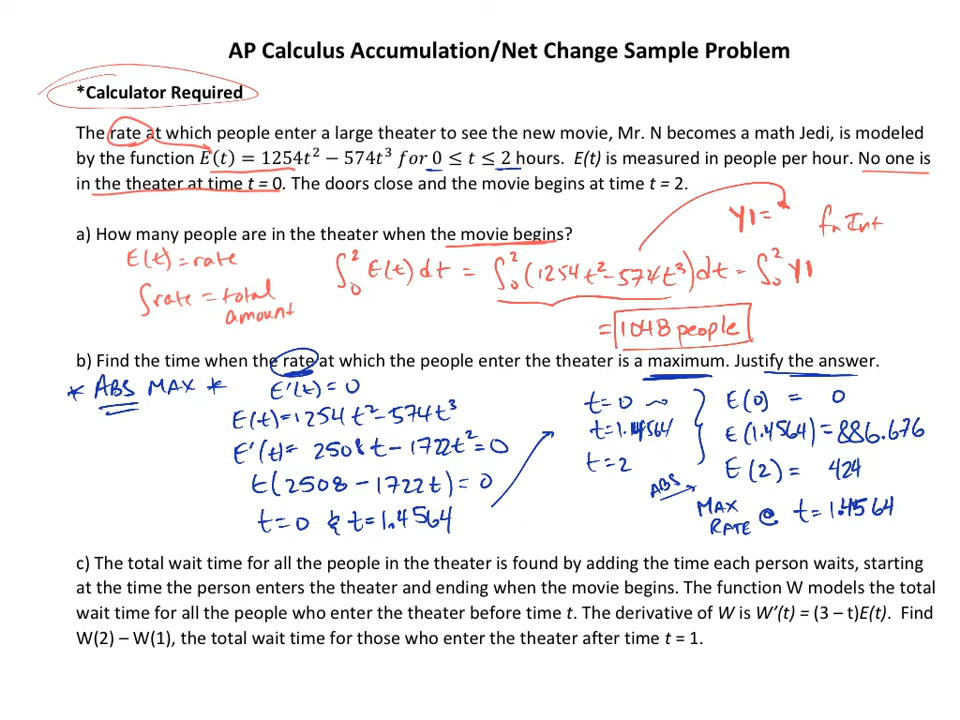 AP Calculus Accumulation/Net Change Sample Problem
*Calculator Required
The rate at which people enter a large theater to see the new movie, Mr. N becomes a math Jedi, is modeled
by the function E(t) = 1254t² − 574t³ for 0 ≤ t ≤ 2 hours. E(t) is measured in people per hour. No one is
in the theater at time t = 0. The doors close and the movie begins at time t = 2.
Y1 =
fnInt
a) How many people are in the theater when the movie begins?
E(t) = rate
∫rate = total
amount
∫₀² E(t) dt = ∫₀² (1254t² − 574t³) dt = ∫₀² Y1
= 1048 people
b) Find the time when the rate at which the people enter the theater is a maximum. Justify the answer.
* ABS MAX *
E'(t) = 0
E(t) = 1254t² − 574t³
E'(t) = 2508t − 1722t² = 0
t(2508 − 1722t) = 0
t = 0 & t = 1.4564
t = 0
t = 1.4564
t = 2
E(0) = 0
E(1.4564) = 886.676
E(2) = 424
ABS
MAX
RATE @ t = 1.4564
c) The total wait time for all the people in the theater is found by adding the time each person waits, starting
at the time the person enters the theater and ending when the movie begins. The function W models the total
wait time for all the people who enter the theater before time t. The derivative of W is W'(t) = (3 – t)E(t). Find
W(2) – W(1), the total wait time for those who enter the theater after time t = 1.